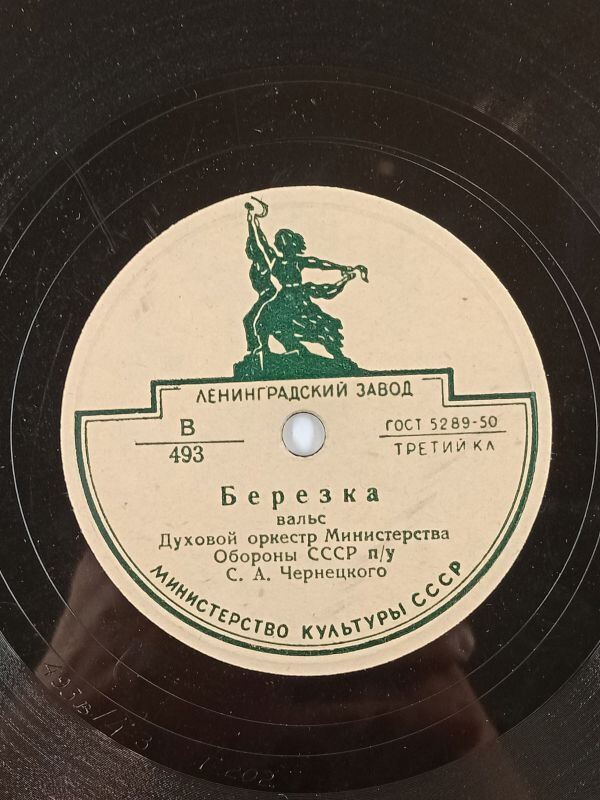 ЛЕНИНГРАДСКИЙ ЗАВОД
В
493
ГОСТ 5289-50
ТРЕТИЙ КЛ
Березка
вальс
Духовой оркестр Министерства
Обороны СССР п/у
С. А. Чернецкого
МИНИСТЕРСТВО КУЛЬТУРЫ СССР